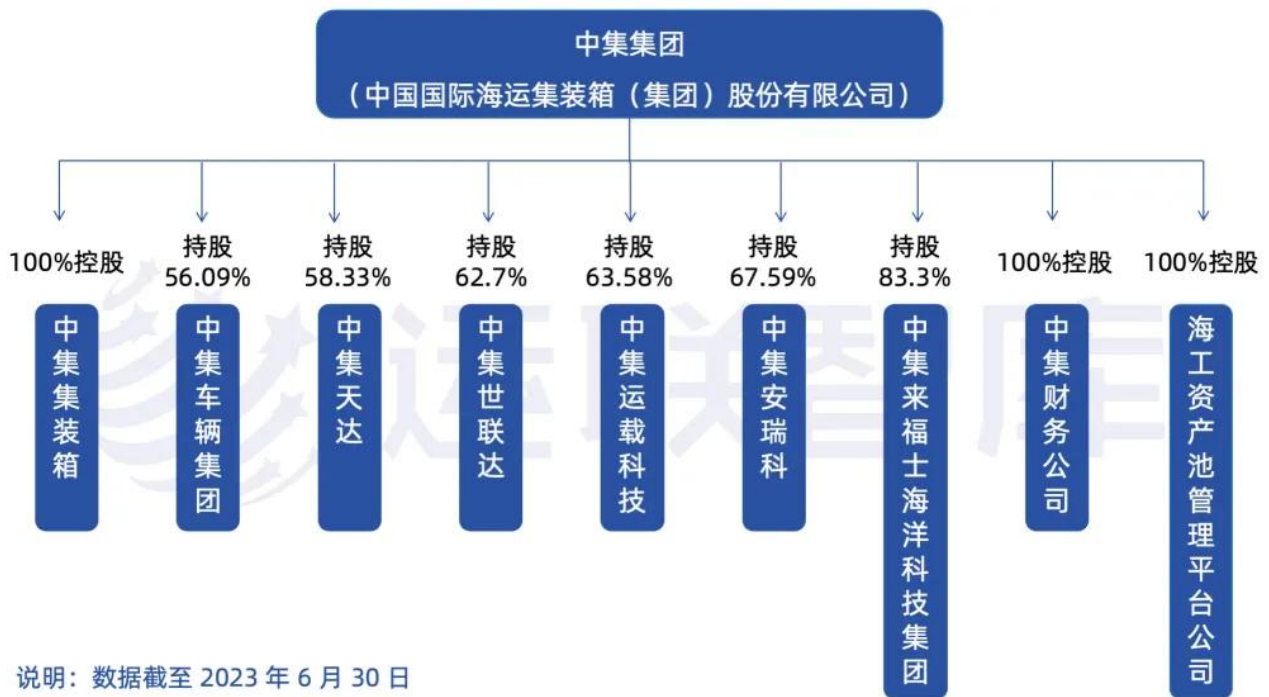 中集集团
（中国国际海运集装箱（集团）股份有限公司）
100%控股
持股
56.09%
持股
58.33%
持股
62.7%
持股
63.58%
持股
67.59%
持股
83.3%
100%控股
100%控股
中集集装箱
中集车辆集团
中集天达
中集世联达
中集运载科技
中集安瑞科
中集来福士海洋科技集团
中集财务公司
海工资产池管理平台公司
运联智库
说明：数据截至 2023 年 6 月 30 日